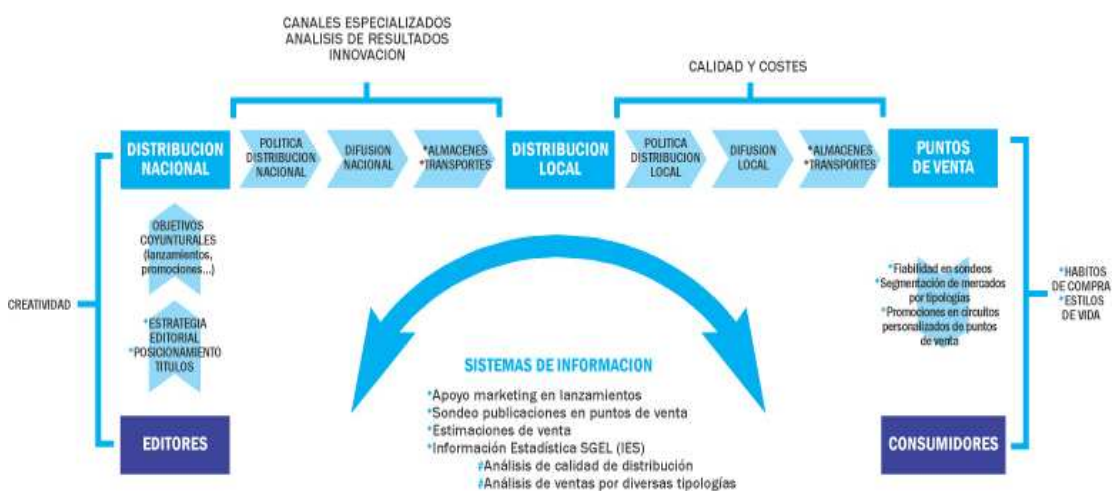 CANALES ESPECIALIZADOS
ANALISIS DE RESULTADOS
INNOVACION
CALIDAD Y COSTES
DISTRIBUCION
NACIONAL
POLITICA
DISTRIBUCION
NACIONAL
DIFUSION
NACIONAL
*ALMACENES
*TRANSPORTES
DISTRIBUCION
LOCAL
POLITICA
DISTRIBUCION
LOCAL
DIFUSION
LOCAL
*ALMACENES
*TRANSPORTES
PUNTOS
DE VENTA
OBJETIVOS
COYUNTURALES
(lanzamientos,
promociones...)
CREATIVIDAD
*ESTRATEGIA
EDITORIAL
*POSICIONAMIENTO
TITULOS
EDITORES
*Fiabilidad en sondeos
*Segmentación de mercados
por tipologías
*Promociones en circuitos
personalizados de puntos
de venta
*HABITOS
DE COMPRA
*ESTILOS
DE VIDA
SISTEMAS DE INFORMACION
*Apoyo marketing en lanzamientos
*Sondeo publicaciones en puntos de venta
*Estimaciones de venta
*Información Estadística SGEL (IES)
#Análisis de calidad de distribución
#Análisis de ventas por diversas tipologías
CONSUMIDORES